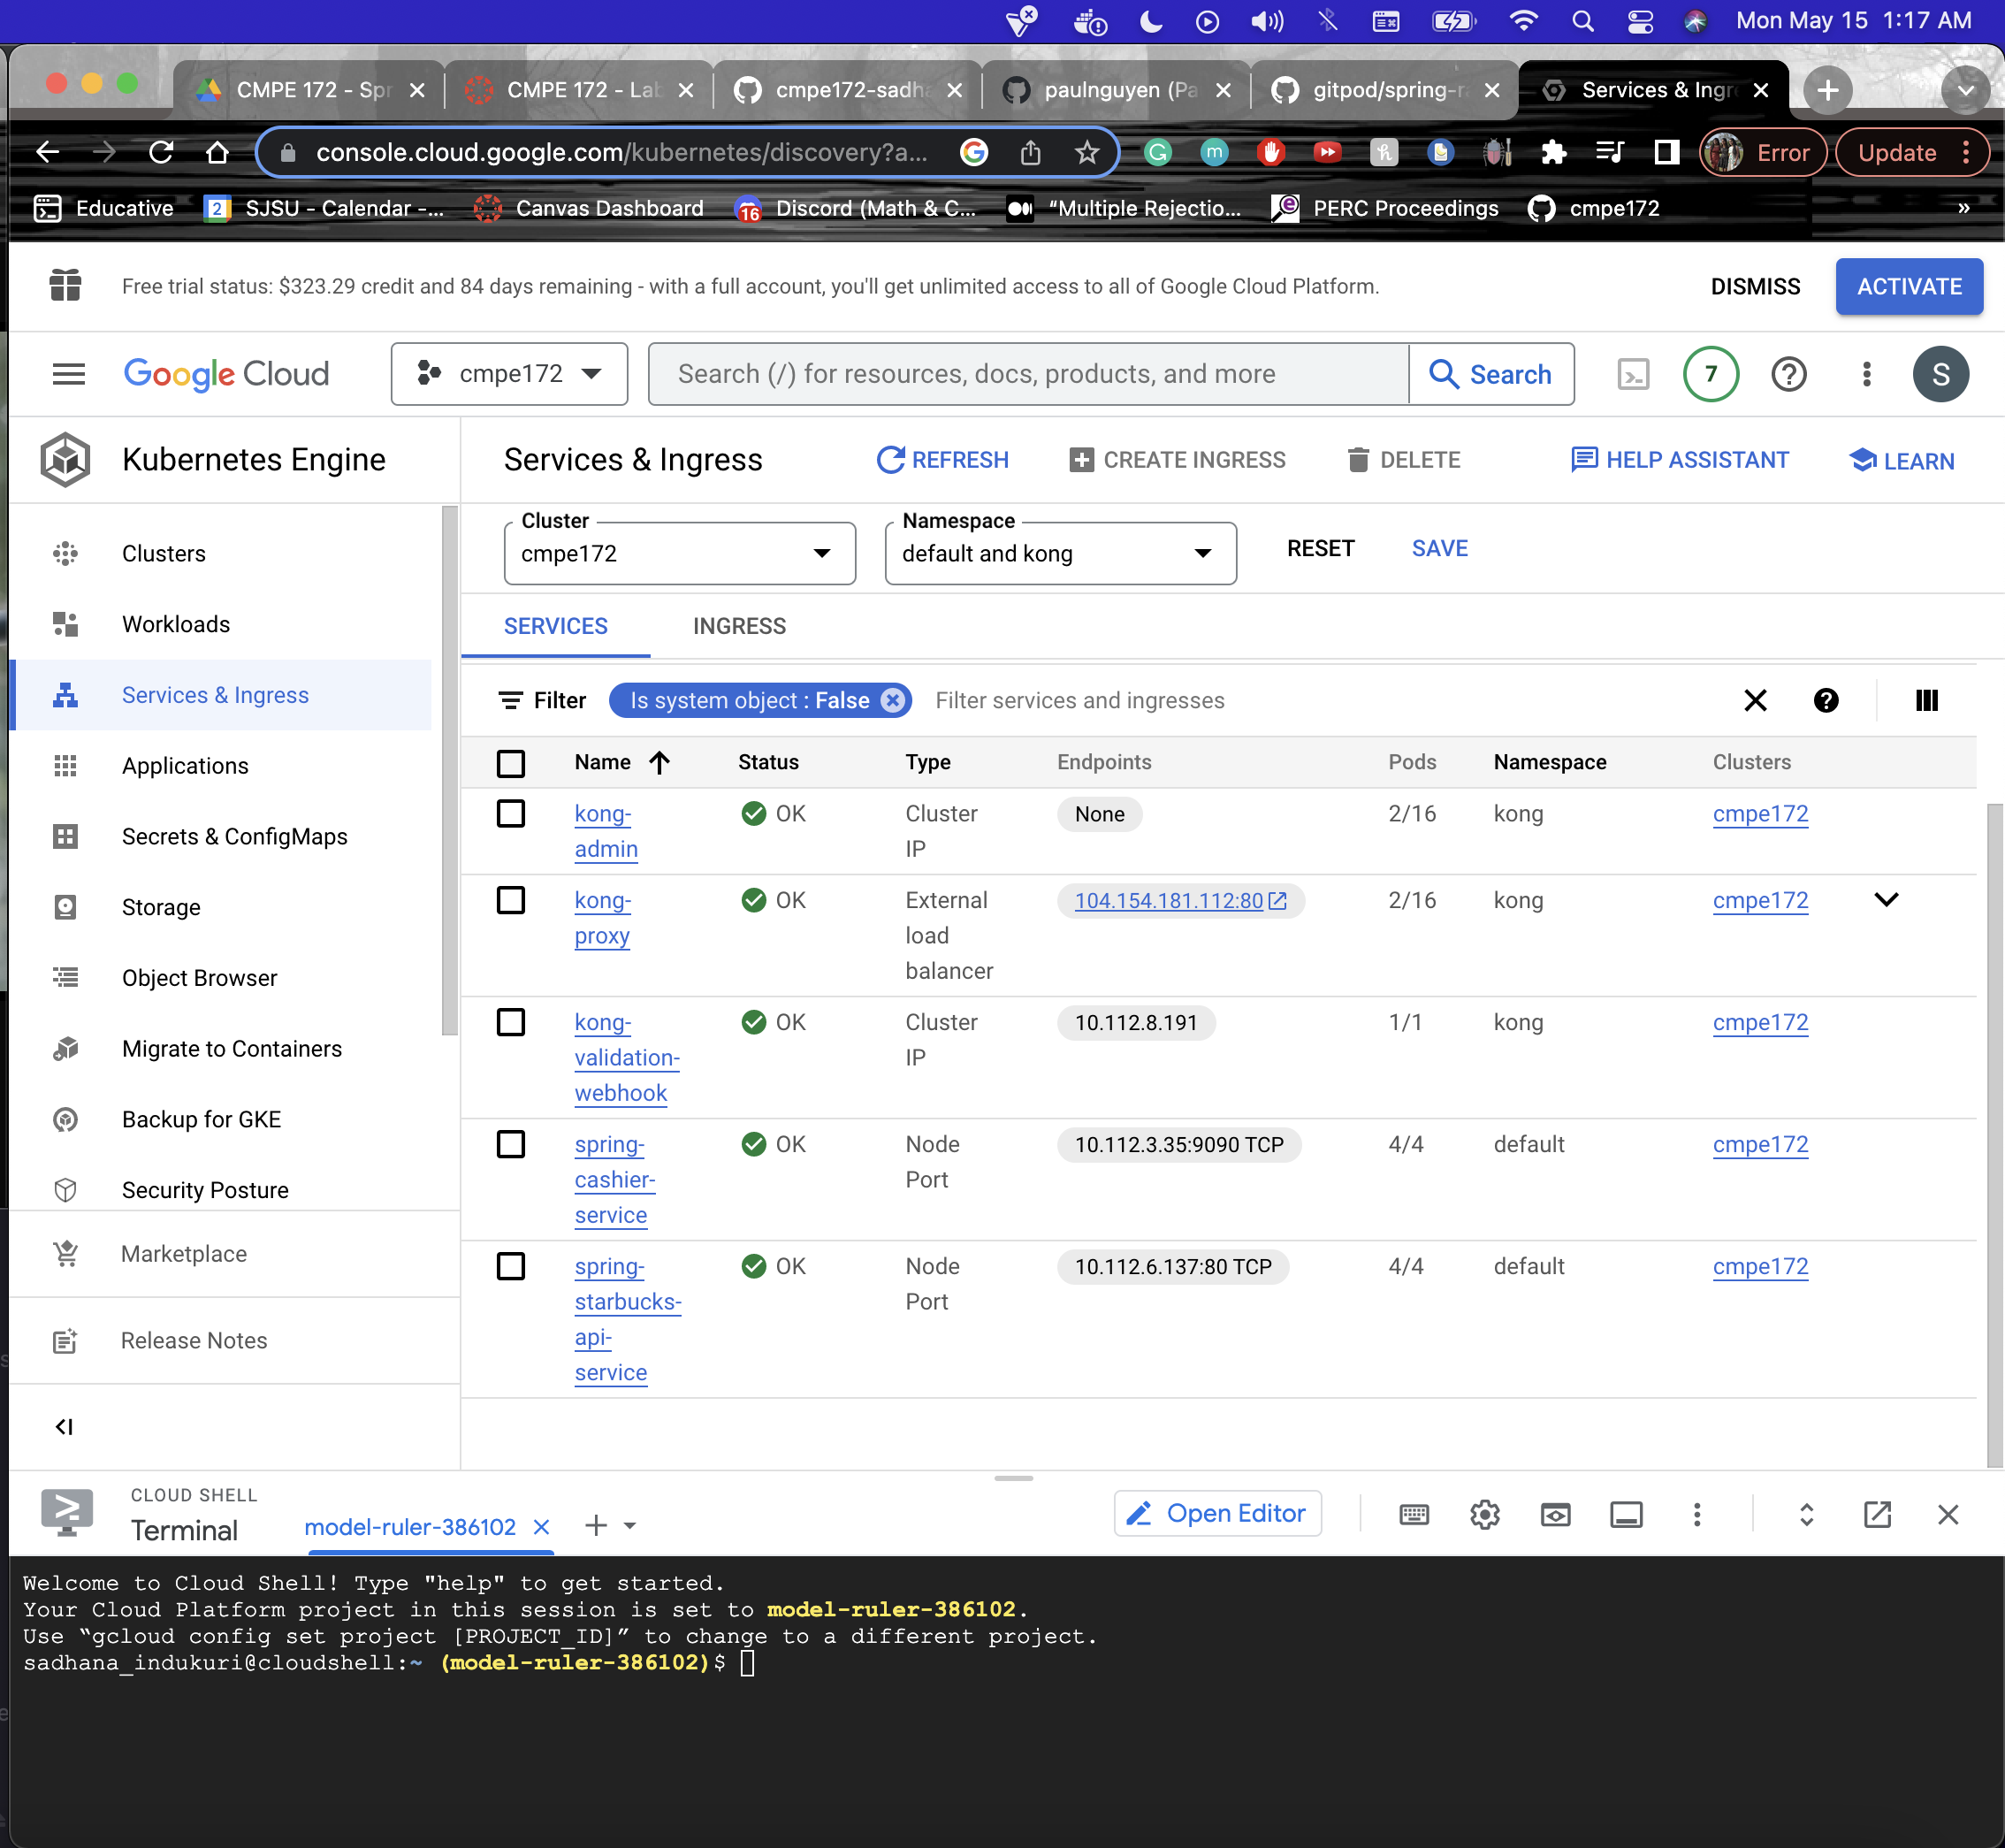 Mon May 15 1:17 AM
CMPE 172 - Spr
CMPE 172 - Lab
cmpe172-sadha
paulnguyen (Pa
gitpod/spring-ra
Services & Ingre
console.cloud.google.com/kubernetes/discovery?a...
Error
Update
Educative
2
SJSU - Calendar -...
Canvas Dashboard
16
Discord (Math & C...
“Multiple Rejectio...
PERC Proceedings
cmpe172
»
Free trial status: $323.29 credit and 84 days remaining - with a full account, you'll get unlimited access to all of Google Cloud Platform.
DISMISS
ACTIVATE
Google Cloud
cmpe172
Search (/) for resources, docs, products, and more
Search
7
S
Kubernetes Engine
Services & Ingress
REFRESH
CREATE INGRESS
DELETE
HELP ASSISTANT
LEARN
Clusters
Workloads
Services & Ingress
Applications
Secrets & ConfigMaps
Storage
Object Browser
Migrate to Containers
Backup for GKE
Security Posture
Marketplace
Release Notes
Cluster
cmpe172
Namespace
default and kong
RESET
SAVE
SERVICES
INGRESS
Filter
Is system object : False
Filter services and ingresses
Name Status Type Endpoints Pods Namespace Clusters
kong- OK Cluster None 2/16 kong cmpe172
admin IP
kong- OK External 104.154.181.112:80 2/16 kong cmpe172
proxy load
balancer
kong- OK Cluster 10.112.8.191 1/1 kong cmpe172
validation- IP
webhook
spring- OK Node 10.112.3.35:9090 TCP 4/4 default cmpe172
cashier- Port
service
spring- OK Node 10.112.6.137:80 TCP 4/4 default cmpe172
starbucks- Port
api-
service
CLOUD SHELL
Terminal
model-ruler-386102
Open Editor
Welcome to Cloud Shell! Type "help" to get started.
Your Cloud Platform project in this session is set to model-ruler-386102.
Use “gcloud config set project [PROJECT_ID]” to change to a different project.
sadhana_indukuri@cloudshell:~ (model-ruler-386102)$